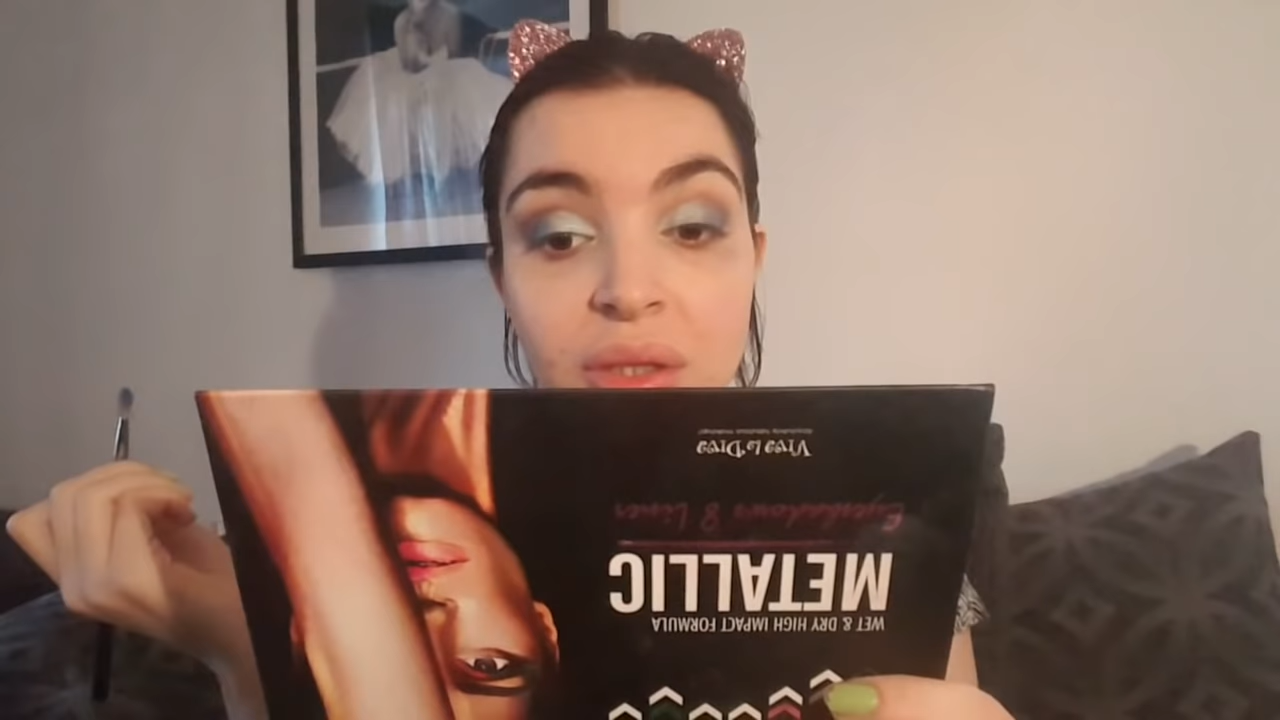 WET & DRY HIGH IMPACT FORMULA
METALLIC
Eyeshadows & Liner
Viva la Diva